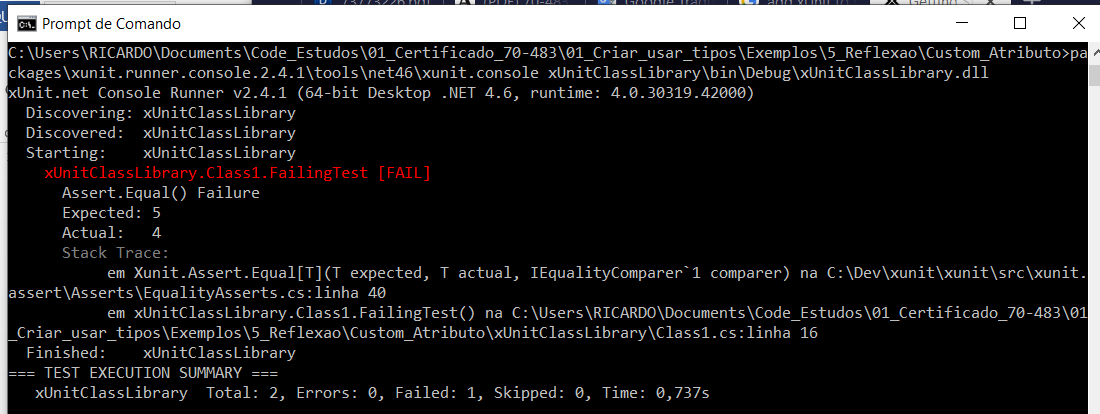 Prompt de Comando
C:\Users\RICARDO\Documents\Code_Estudos\01_Certificado_70-483\01_Criar_usar_tipos\Exemplos\5_Reflexao\Custom_Atributo>pa
ckages\xunit.runner.console.2.4.1\tools\net46\xunit.console xUnitClassLibrary\bin\Debug\xUnitClassLibrary.dll
xUnit.net Console Runner v2.4.1 (64-bit Desktop .NET 4.6, runtime: 4.0.30319.42000)
Discovering: xUnitClassLibrary
Discovered:  xUnitClassLibrary
Starting:    xUnitClassLibrary
xUnitClassLibrary.Class1.FailingTest [FAIL]
Assert.Equal() Failure
Expected: 5
Actual:   4
Stack Trace:
em Xunit.Assert.Equal[T](T expected, T actual, IEqualityComparer`1 comparer) na C:\Dev\xunit\xunit\src\xunit.
assert\Asserts\EqualityAsserts.cs:linha 40
em xUnitClassLibrary.Class1.FailingTest() na C:\Users\RICARDO\Documents\Code_Estudos\01_Certificado_70-483\01
_Criar_usar_tipos\Exemplos\5_Reflexao\Custom_Atributo\xUnitClassLibrary\Class1.cs:linha 16
Finished:    xUnitClassLibrary
=== TEST EXECUTION SUMMARY ===
xUnitClassLibrary  Total: 2, Errors: 0, Failed: 1, Skipped: 0, Time: 0,737s